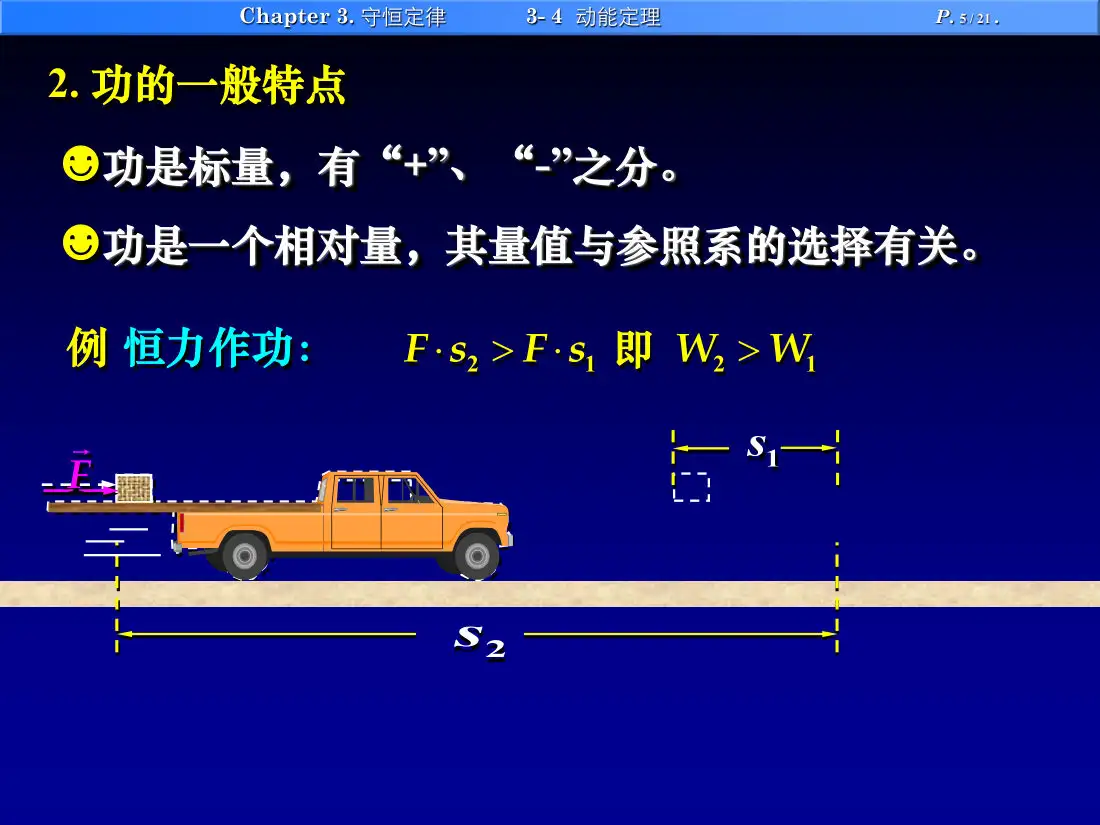 Chapter 3. 守恒定律 3- 4 动能定理 P. 5 / 21 .
2. 功的一般特点
功是标量，有“+”、“-”之分。
功是一个相对量，其量值与参照系的选择有关。
例 恒力作功： F · s₂ > F · s₁ 即 W₂ > W₁
s₁
F⃗
s₂